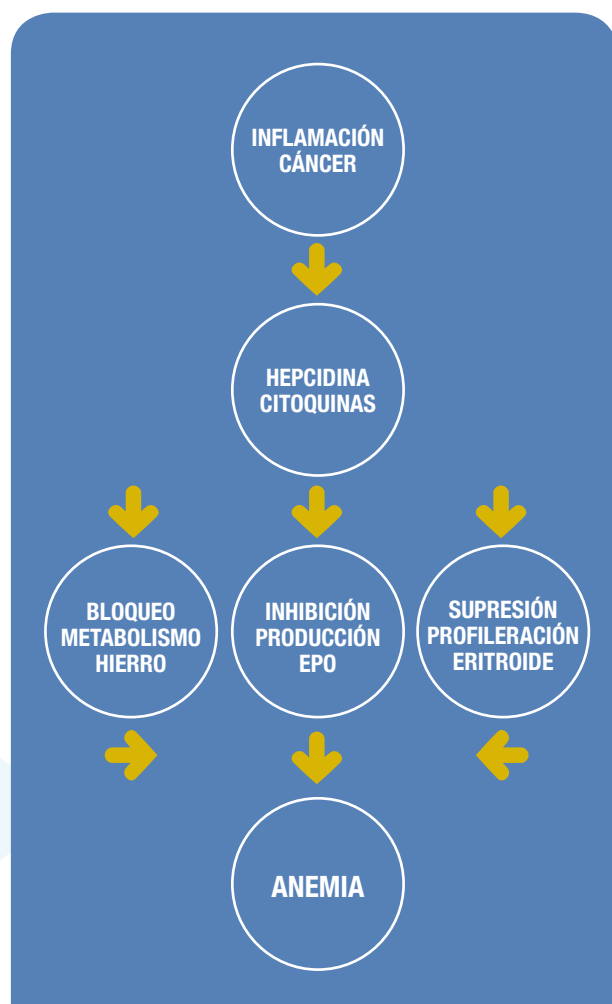 INFLAMACIÓN
CÁNCER
HEPCIDINA
CITOQUINAS
BLOQUEO
METABOLISMO
HIERRO
INHIBICIÓN
PRODUCCIÓN
EPO
SUPRESIÓN
PROFILERACIÓN
ERITROIDE
ANEMIA